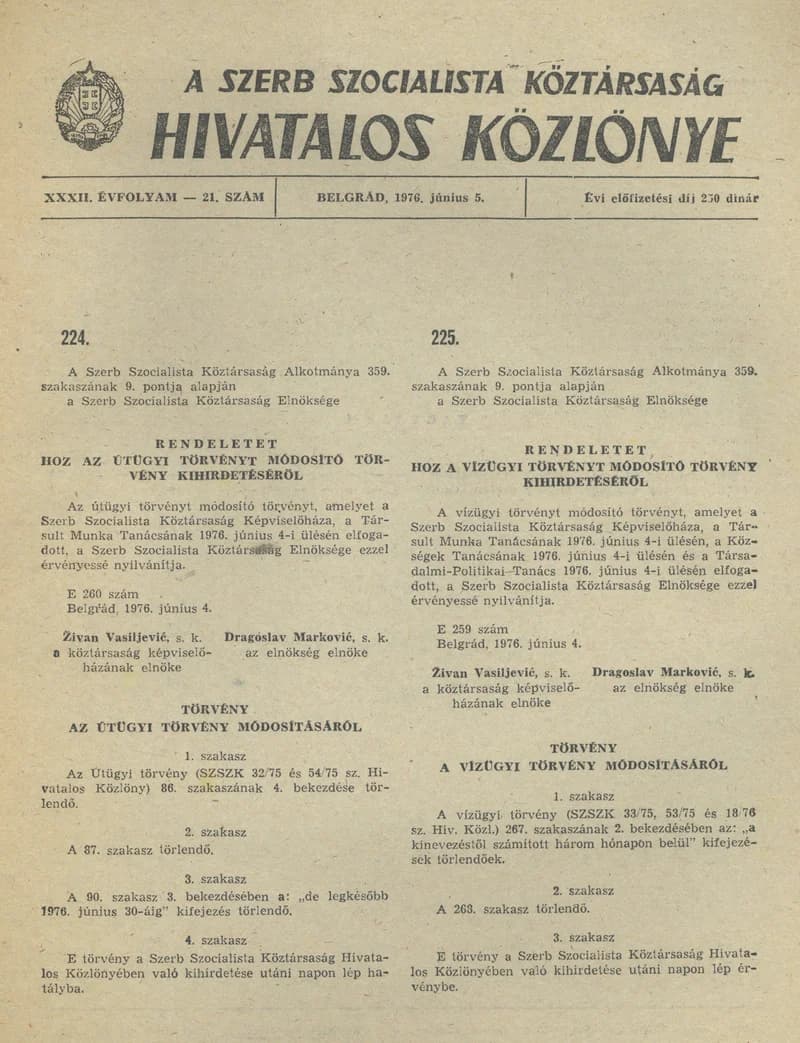 A SZERB SZOCIALISTA KÖZTÁRSASÁG
HIVATALOS KÖZLÖNYE
XXXII. ÉVFOLYAM — 21. SZÁM
BELGRÁD, 1976. június 5.
Évi előfizetési díj 250 dinár
224.
A Szerb Szocialista Köztársaság Alkotmánya 359.
szakaszának 9. pontja alapján
a Szerb Szocialista Köztársaság Elnöksége
RENDELETET
HOZ AZ ÚTÜGYI TÖRVÉNYT MÓDOSÍTÓ TÖR-
VÉNY KIHIRDETÉSÉRŐL
Az útügyi törvényt módosító törvényt, amelyet a
Szerb Szocialista Köztársaság Képviselőháza, a Tár-
sult Munka Tanácsának 1976. június 4-i ülésén elfoga-
dott, a Szerb Szocialista Köztársaság Elnöksége ezzel
érvényessé nyilvánítja.
E 260 szám
Belgrád, 1976. június 4.
Živan Vasiljević, s. k. Dragoslav Marković, s. k.
a köztársaság képviselő- az elnökség elnöke
házának elnöke
TÖRVÉNY
AZ ÚTÜGYI TÖRVÉNY MÓDOSÍTÁSÁRÓL
1. szakasz
Az Útügyi törvény (SZSZK 32/75 és 54/75 sz. Hi-
vatalos Közlöny) 86. szakaszának 4. bekezdése tör-
lendő.
2. szakasz
A 87. szakasz törlendő.
3. szakasz
A 90. szakasz 3. bekezdésében a: „de legkésőbb
1976. június 30-áig” kifejezés törlendő.
4. szakasz
E törvény a Szerb Szocialista Köztársaság Hivata-
los Közlönyében való kihirdetése utáni napon lép ha-
tályba.
225.
A Szerb Szocialista Köztársaság Alkotmánya 359.
szakaszának 9. pontja alapján
a Szerb Szocialista Köztársaság Elnöksége
RENDELETET
HOZ A VÍZÜGYI TÖRVÉNYT MÓDOSÍTÓ TÖRVÉNY
KIHIRDETÉSÉRŐL
A vízügyi törvényt módosító törvényt, amelyet a
Szerb Szocialista Köztársaság Képviselőháza, a Tár-
sult Munka Tanácsának 1976. június 4-i ülésén, a Köz-
ségek Tanácsának 1976. június 4-i ülésén és a Társa-
dalmi-Politikai Tanács 1976. június 4-i ülésén elfoga-
dott, a Szerb Szocialista Köztársaság Elnöksége ezzel
érvényessé nyilvánítja.
E 259 szám
Belgrád, 1976. június 4.
Živan Vasiljević, s. k. Dragoslav Marković, s. k.
a köztársaság képviselő- az elnökség elnöke
házának elnöke
TÖRVÉNY
A VÍZÜGYI TÖRVÉNY MÓDOSÍTÁSÁRÓL
1. szakasz
A vízügyi törvény (SZSZK 33/75, 53/75 és 18/76
sz. Hiv. Közl.) 267. szakaszának 2. bekezdésében az: „a
kinevezéstől számított három hónapon belül” kifejezé-
sek törlendőek.
2. szakasz
A 263. szakasz törlendő.
3. szakasz
E törvény a Szerb Szocialista Köztársaság Hivata-
los Közlönyében való kihirdetése utáni napon lép ér-
vénybe.